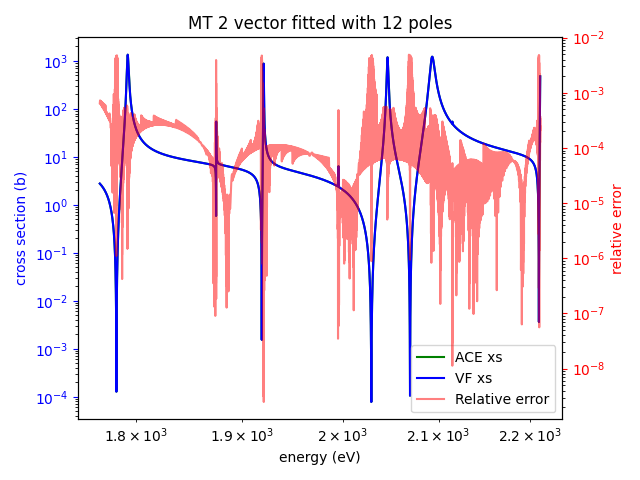 MT 2 vector fitted with 12 poles
10³
10²
10¹
10⁰
10⁻¹
10⁻²
10⁻³
10⁻⁴
cross section (b)
10⁻²
10⁻³
10⁻⁴
10⁻⁵
10⁻⁶
10⁻⁷
10⁻⁸
relative error
ACE xs
VF xs
Relative error
1.8 × 10³
1.9 × 10³
2 × 10³
2.1 × 10³
2.2 × 10³
energy (eV)